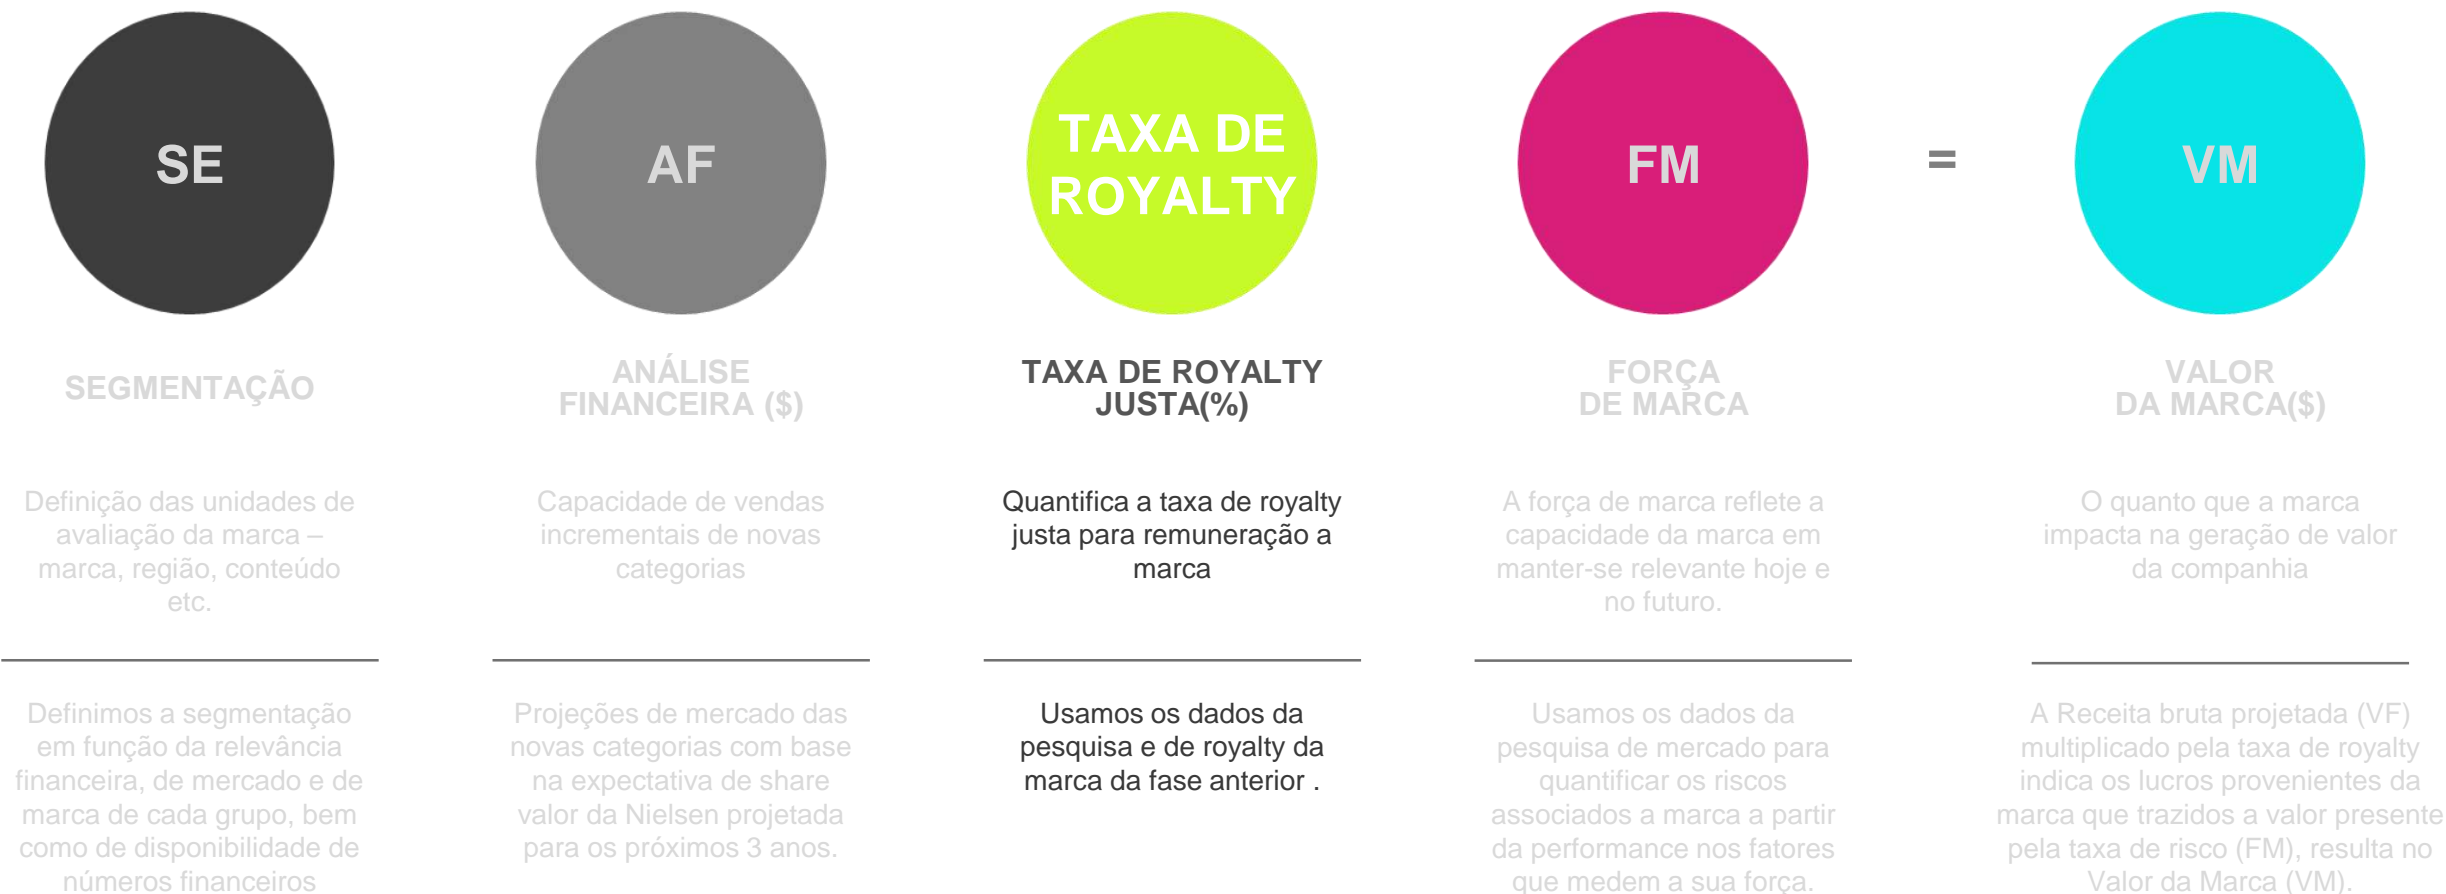 SE
AF
TAXA DE
ROYALTY
FM
=
VM
SEGMENTAÇÃO
ANÁLISE
FINANCEIRA ($)
TAXA DE ROYALTY
JUSTA(%)
FORÇA
DE MARCA
VALOR
DA MARCA($)
Definição das unidades de
avaliação da marca –
marca, região, conteúdo
etc.
Capacidade de vendas
incrementais de novas
categorias
Quantifica a taxa de royalty
justa para remuneração a
marca
A força de marca reflete a
capacidade da marca em
manter-se relevante hoje e
no futuro.
O quanto que a marca
impacta na geração de valor
da companhia
Definimos a segmentação
em função da relevância
financeira, de mercado e de
marca de cada grupo, bem
como de disponibilidade de
números financeiros
Projeções de mercado das
novas categorias com base
na expectativa de share
valor da Nielsen projetada
para os próximos 3 anos.
Usamos os dados da
pesquisa e de royalty da
marca da fase anterior .
Usamos os dados da
pesquisa de mercado para
quantificar os riscos
associados a marca a partir
da performance nos fatores
que medem a sua força.
A Receita bruta projetada (VF)
multiplicado pela taxa de royalty
indica os lucros provenientes da
marca que trazidos a valor presente
pela taxa de risco (FM), resulta no
Valor da Marca (VM).